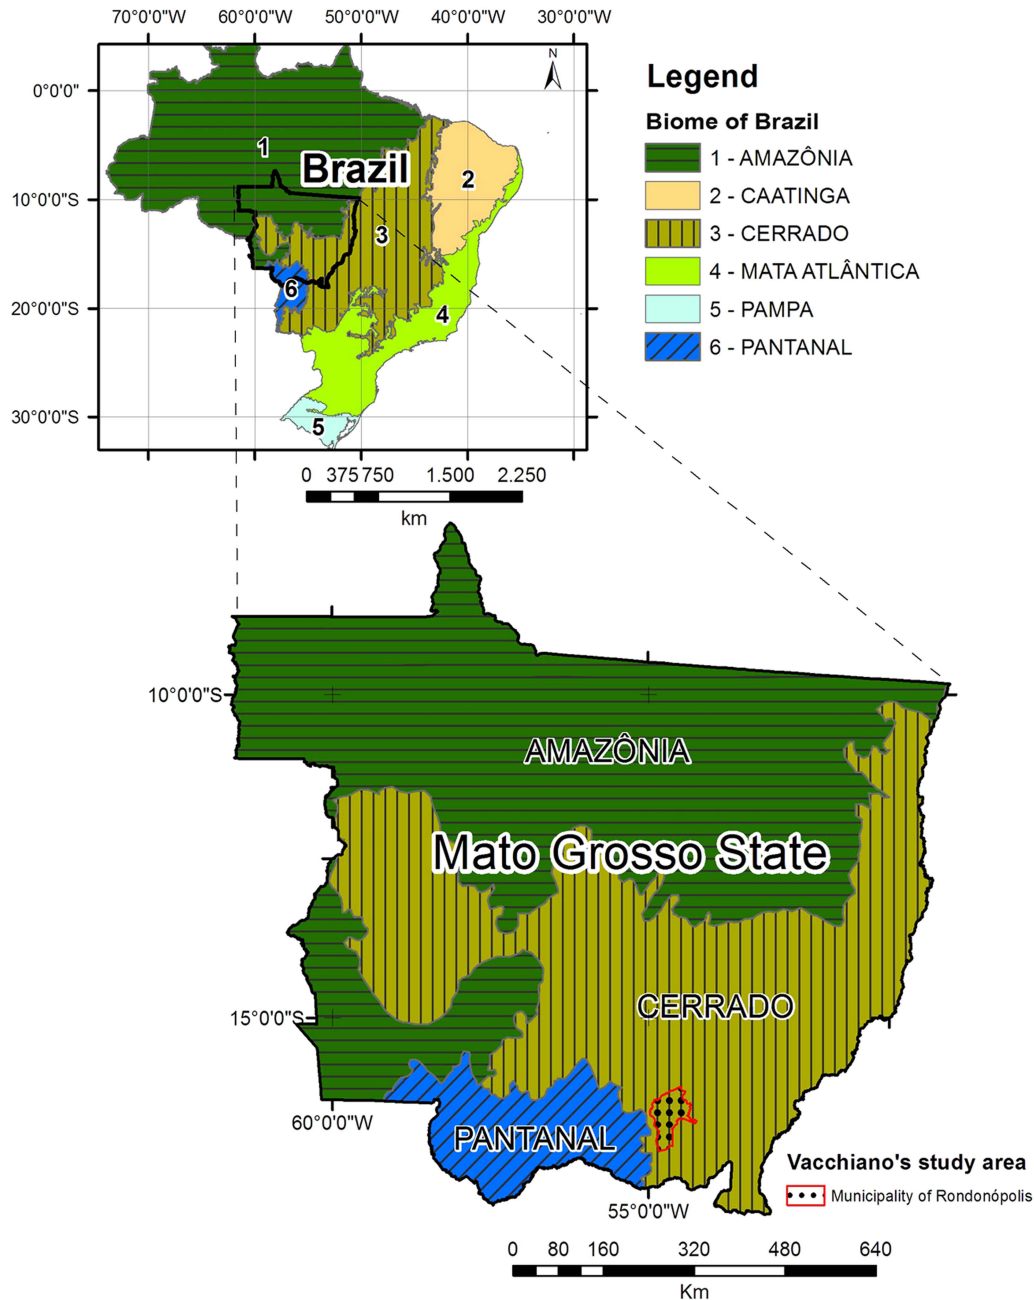 70°0'0"W 60°0'0"W 50°0'0"W 40°0'0"W 30°0'0"W
N
0°0'0"
10°0'0"S
20°0'0"S
30°0'0"S
1
Brazil
2
3
6
4
5
Legend
Biome of Brazil
1 - AMAZÔNIA
2 - CAATINGA
3 - CERRADO
4 - MATA ATLÂNTICA
5 - PAMPA
6 - PANTANAL
0 375 750 1.500 2.250
km
10°0'0"S
AMAZÔNIA
Mato Grosso State
CERRADO
15°0'0"S
60°0'0"W
PANTANAL
55°0'0"W
Vacchiano's study area
Municipality of Rondonópolis
0 80 160 320 480 640
Km